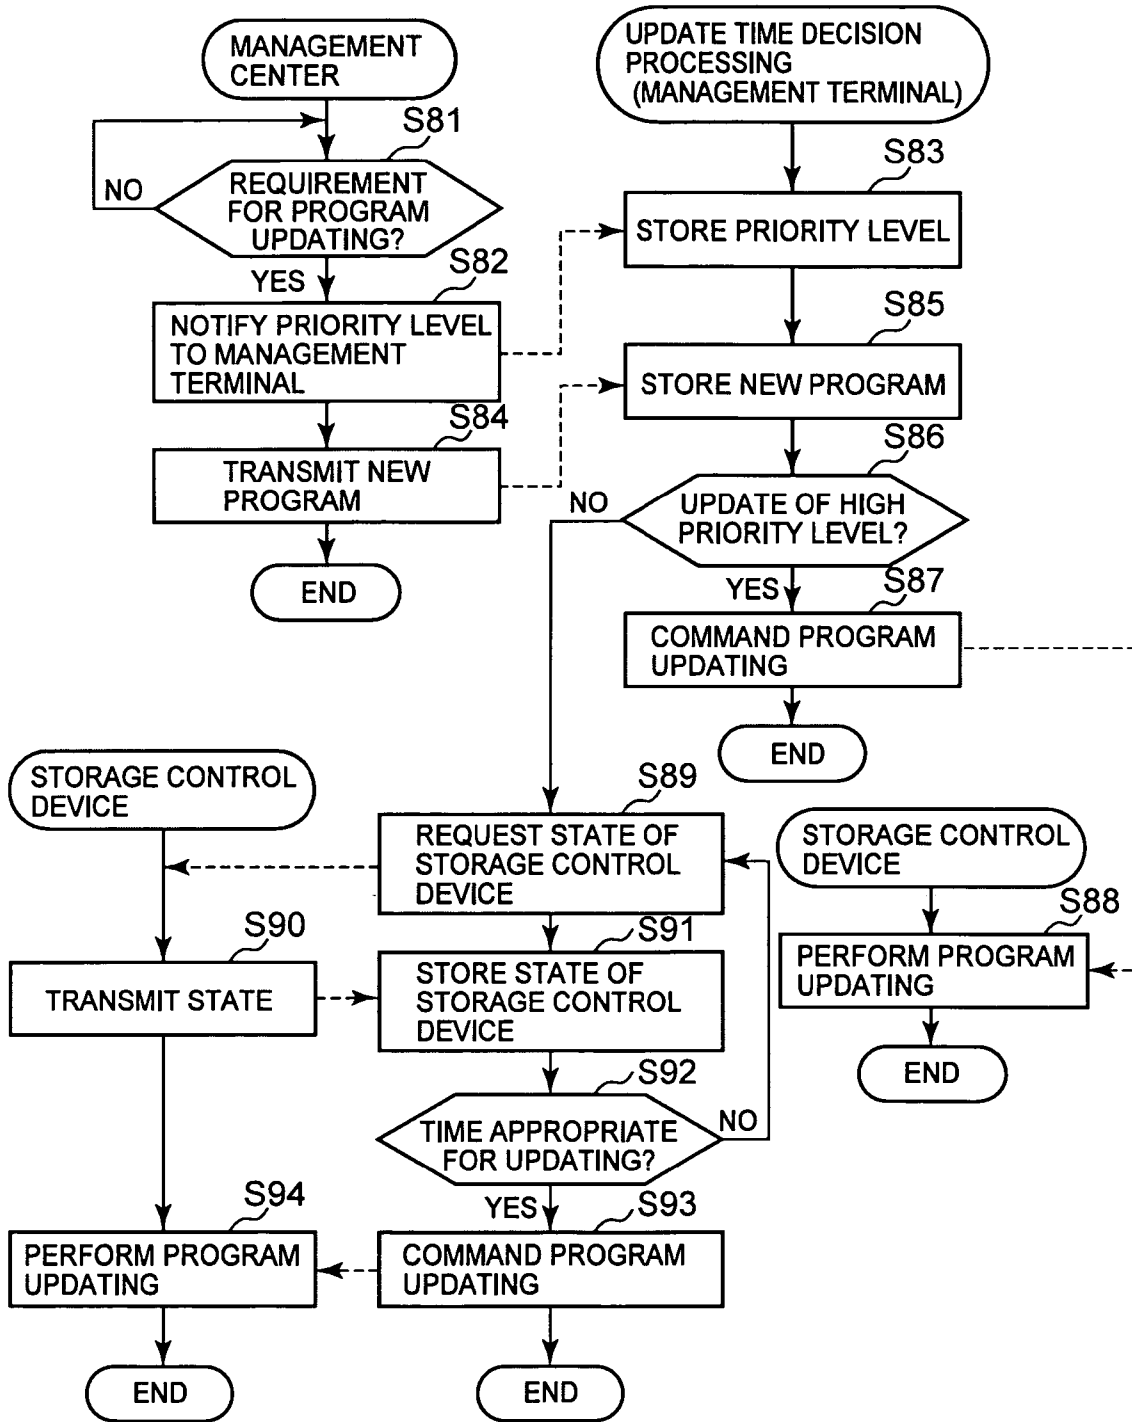 MANAGEMENT
CENTER
S81
NO
REQUIREMENT
FOR PROGRAM
UPDATING?
YES
S82
NOTIFY PRIORITY LEVEL
TO MANAGEMENT
TERMINAL
S84
TRANSMIT NEW
PROGRAM
END
UPDATE TIME DECISION
PROCESSING
(MANAGEMENT TERMINAL)
S83
STORE PRIORITY LEVEL
S85
STORE NEW PROGRAM
S86
NO
UPDATE OF HIGH
PRIORITY LEVEL?
YES
S87
COMMAND PROGRAM
UPDATING
END
STORAGE CONTROL
DEVICE
S90
TRANSMIT STATE
S94
PERFORM PROGRAM
UPDATING
END
S89
REQUEST STATE OF
STORAGE CONTROL
DEVICE
S91
STORE STATE OF
STORAGE CONTROL
DEVICE
S92
TIME APPROPRIATE
FOR UPDATING?
NO
YES
S93
COMMAND PROGRAM
UPDATING
END
STORAGE CONTROL
DEVICE
S88
PERFORM PROGRAM
UPDATING
END